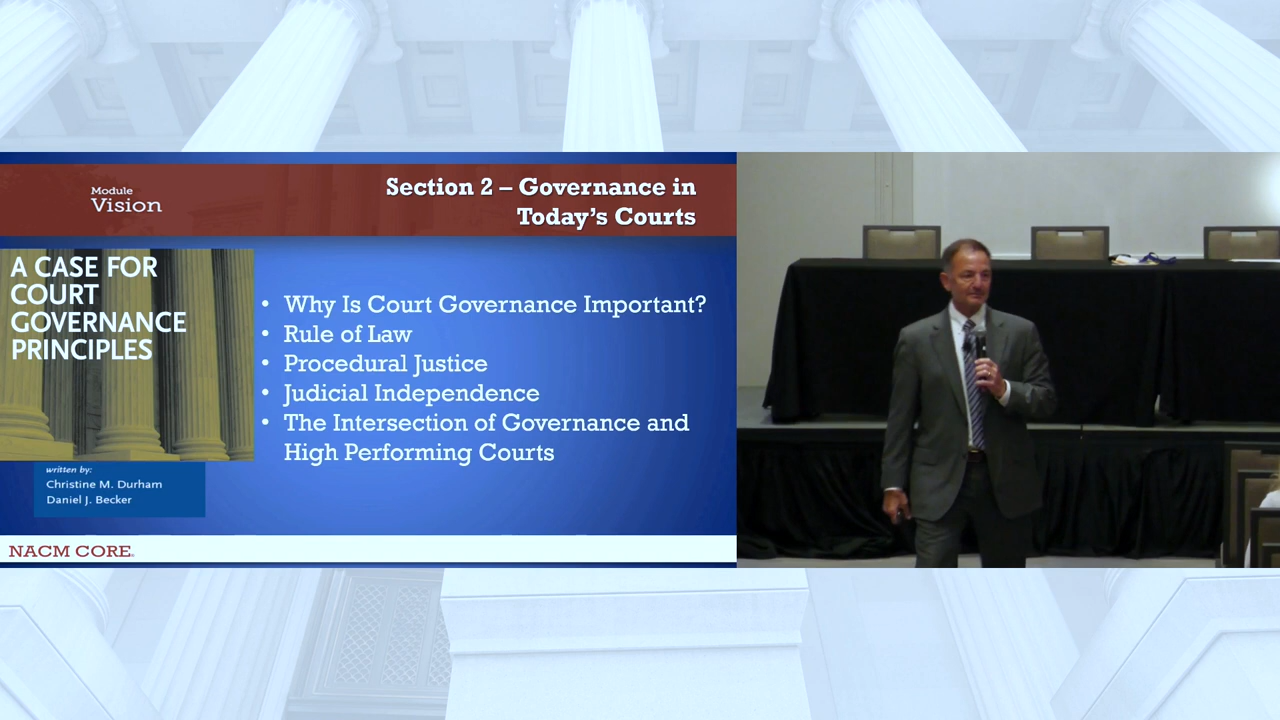 Module
Vision
Section 2 – Governance in
Today's Courts
A CASE FOR
COURT
GOVERNANCE
PRINCIPLES
written by:
Christine M. Durham
Daniel J. Becker
• Why Is Court Governance Important?
• Rule of Law
• Procedural Justice
• Judicial Independence
• The Intersection of Governance and
High Performing Courts
NACM CORE